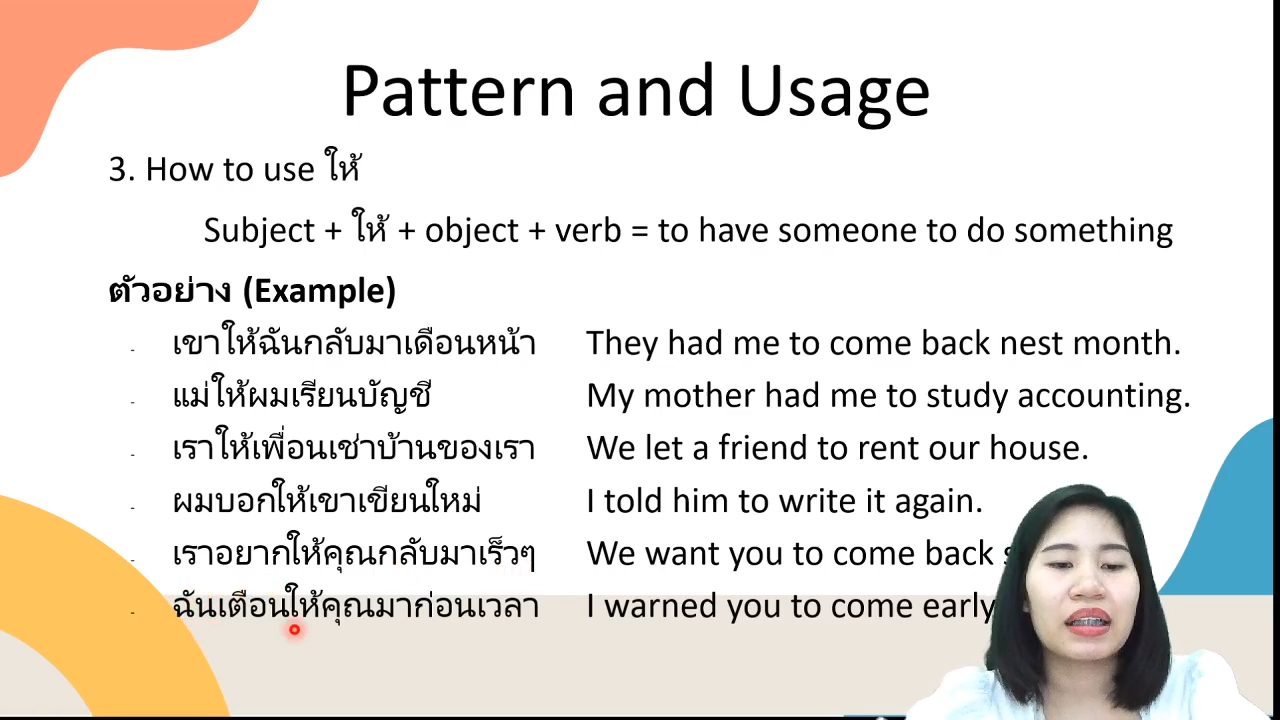 Pattern and Usage
3. How to use ให้
Subject + ให้ + object + verb = to have someone to do something
ตัวอย่าง (Example)
- เขาให้ฉันกลับมาเดือนหน้า They had me to come back nest month.
- แม่ให้ผมเรียนบัญชี My mother had me to study accounting.
- เราให้เพื่อนเช่าบ้านของเรา We let a friend to rent our house.
- ผมบอกให้เขาเขียนใหม่ I told him to write it again.
- เราอยากให้คุณกลับมาเร็วๆ We want you to come back
- ฉันเตือนให้คุณมาก่อนเวลา I warned you to come early